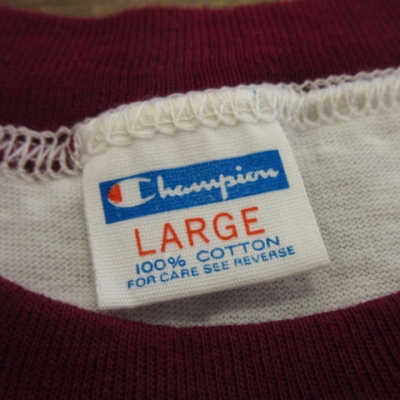 Champion
LARGE
100% COTTON
FOR CARE SEE REVERSE